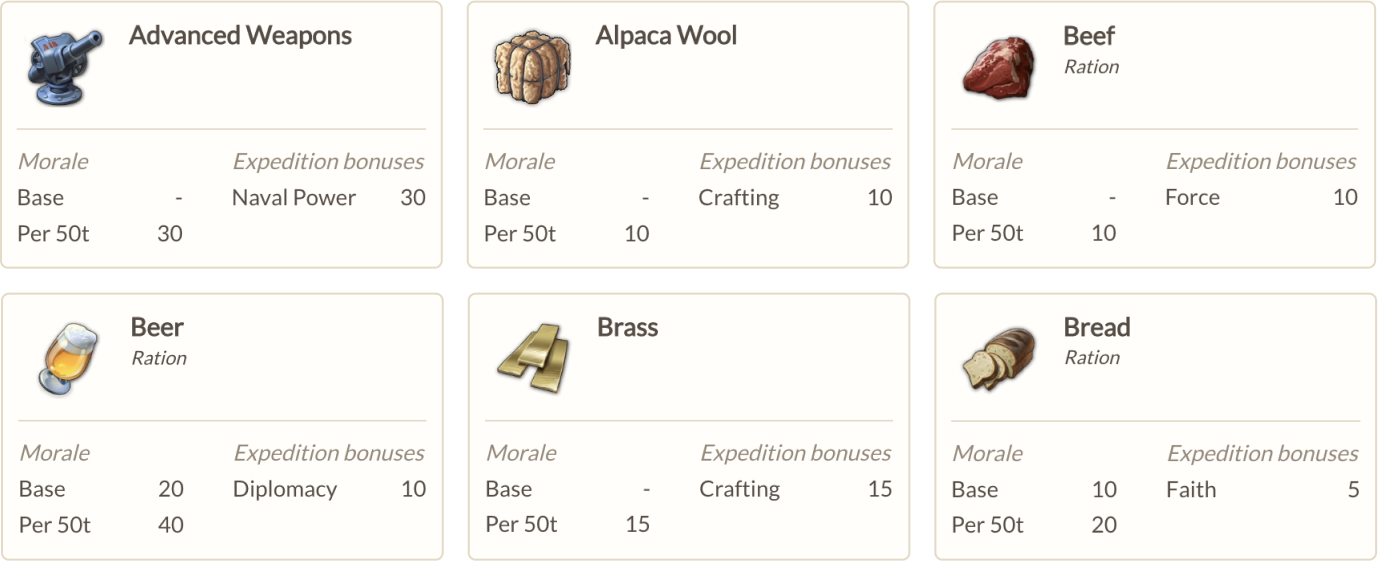 Advanced Weapons
Morale Expedition bonuses
Base - Naval Power 30
Per 50t 30
Alpaca Wool
Morale Expedition bonuses
Base - Crafting 10
Per 50t 10
Beef
Ration
Morale Expedition bonuses
Base - Force 10
Per 50t 10
Beer
Ration
Morale Expedition bonuses
Base 20 Diplomacy 10
Per 50t 40
Brass
Morale Expedition bonuses
Base - Crafting 15
Per 50t 15
Bread
Ration
Morale Expedition bonuses
Base 10 Faith 5
Per 50t 20